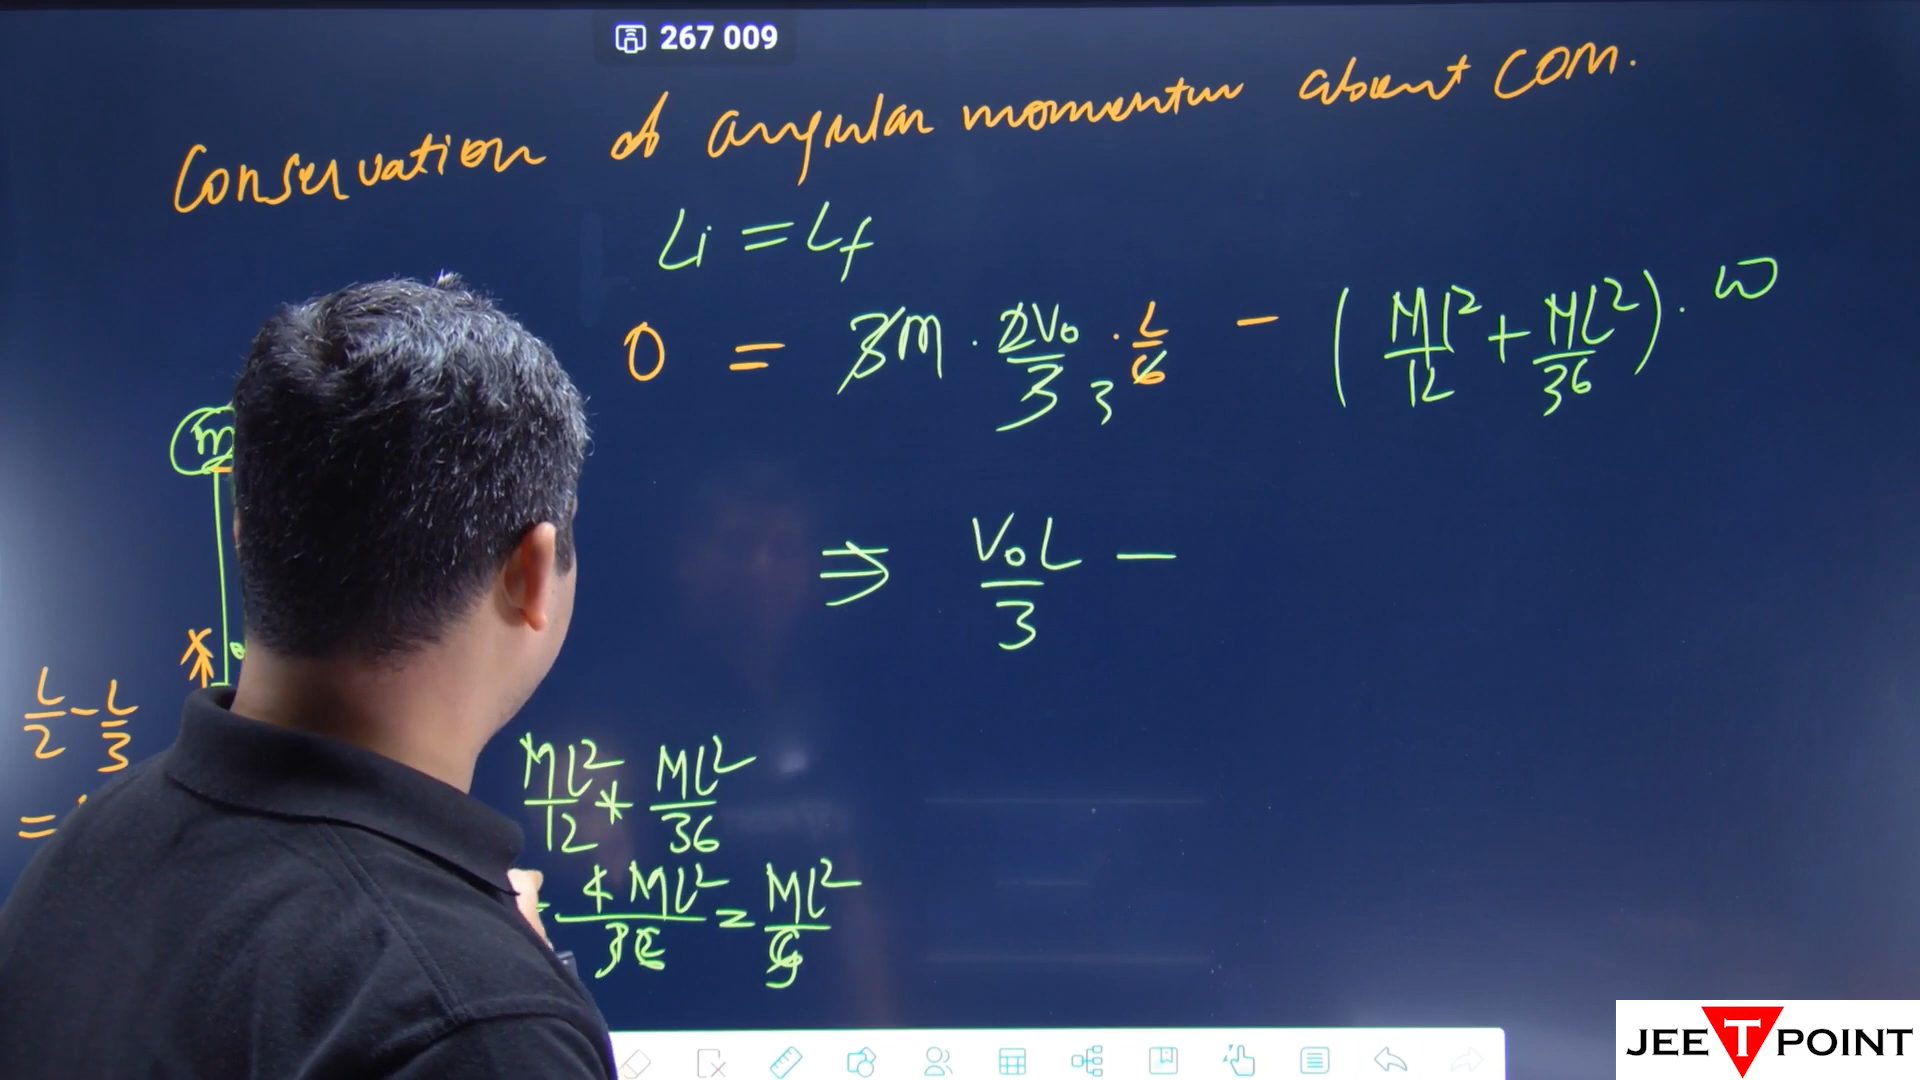 267 009
Conservation of angular momentum about COM.
Li = Lf
0 = 3M · 2V₀/3 · L/6 3 - (ML²/12 + ML²/36) · ω
m
⇒ V₀L/3 -
L/2 - L/3
=
ML²/12 + ML²/36
4ML²/36 = ML²/9
JEE T POINT